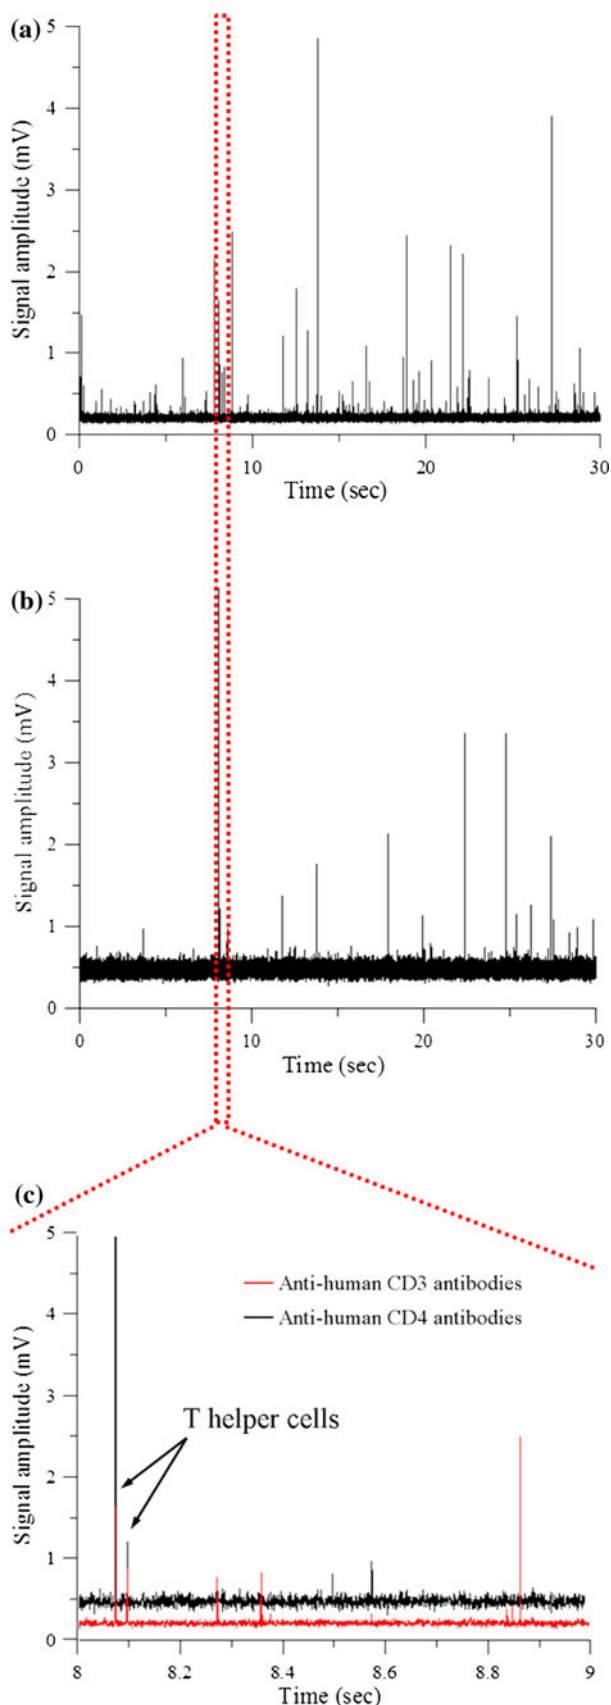 (a)
Signal amplitude (mV)
5
4
3
2
1
0
0 10 20 30
Time (sec)
(b)
Signal amplitude (mV)
5
4
3
2
1
0
0 10 20 30
Time (sec)
(c)
Signal amplitude (mV)
5
4
3
2
1
0
Anti-human CD3 antibodies
Anti-human CD4 antibodies
T helper cells
8 8.2 8.4 8.6 8.8 9
Time (sec)